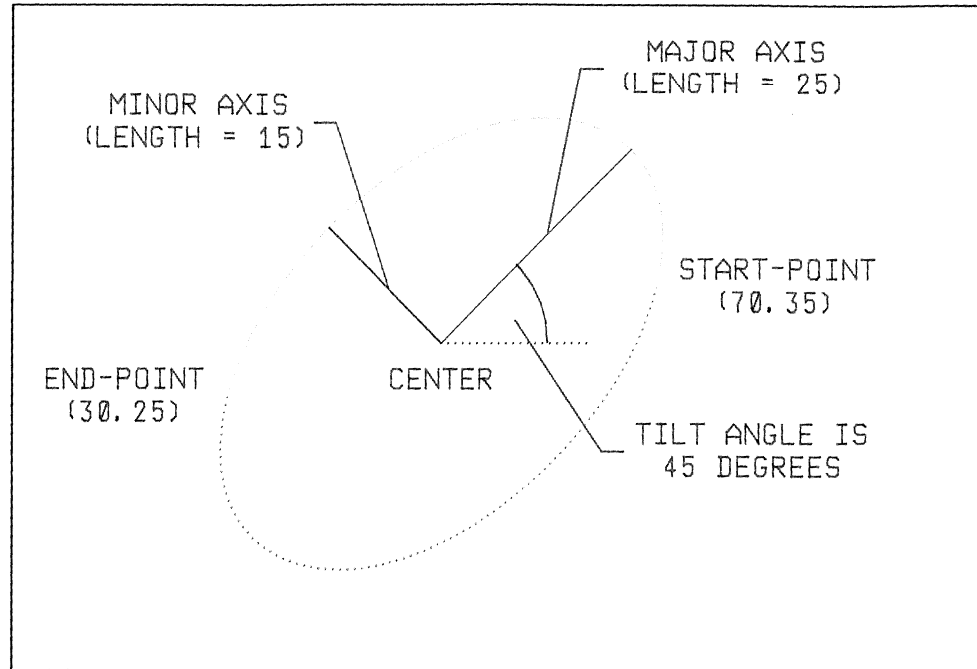 MAJOR AXIS
(LENGTH = 25)
MINOR AXIS
(LENGTH = 15)
START-POINT
(70.35)
END-POINT
(30.25)
CENTER
TILT ANGLE IS
45 DEGREES